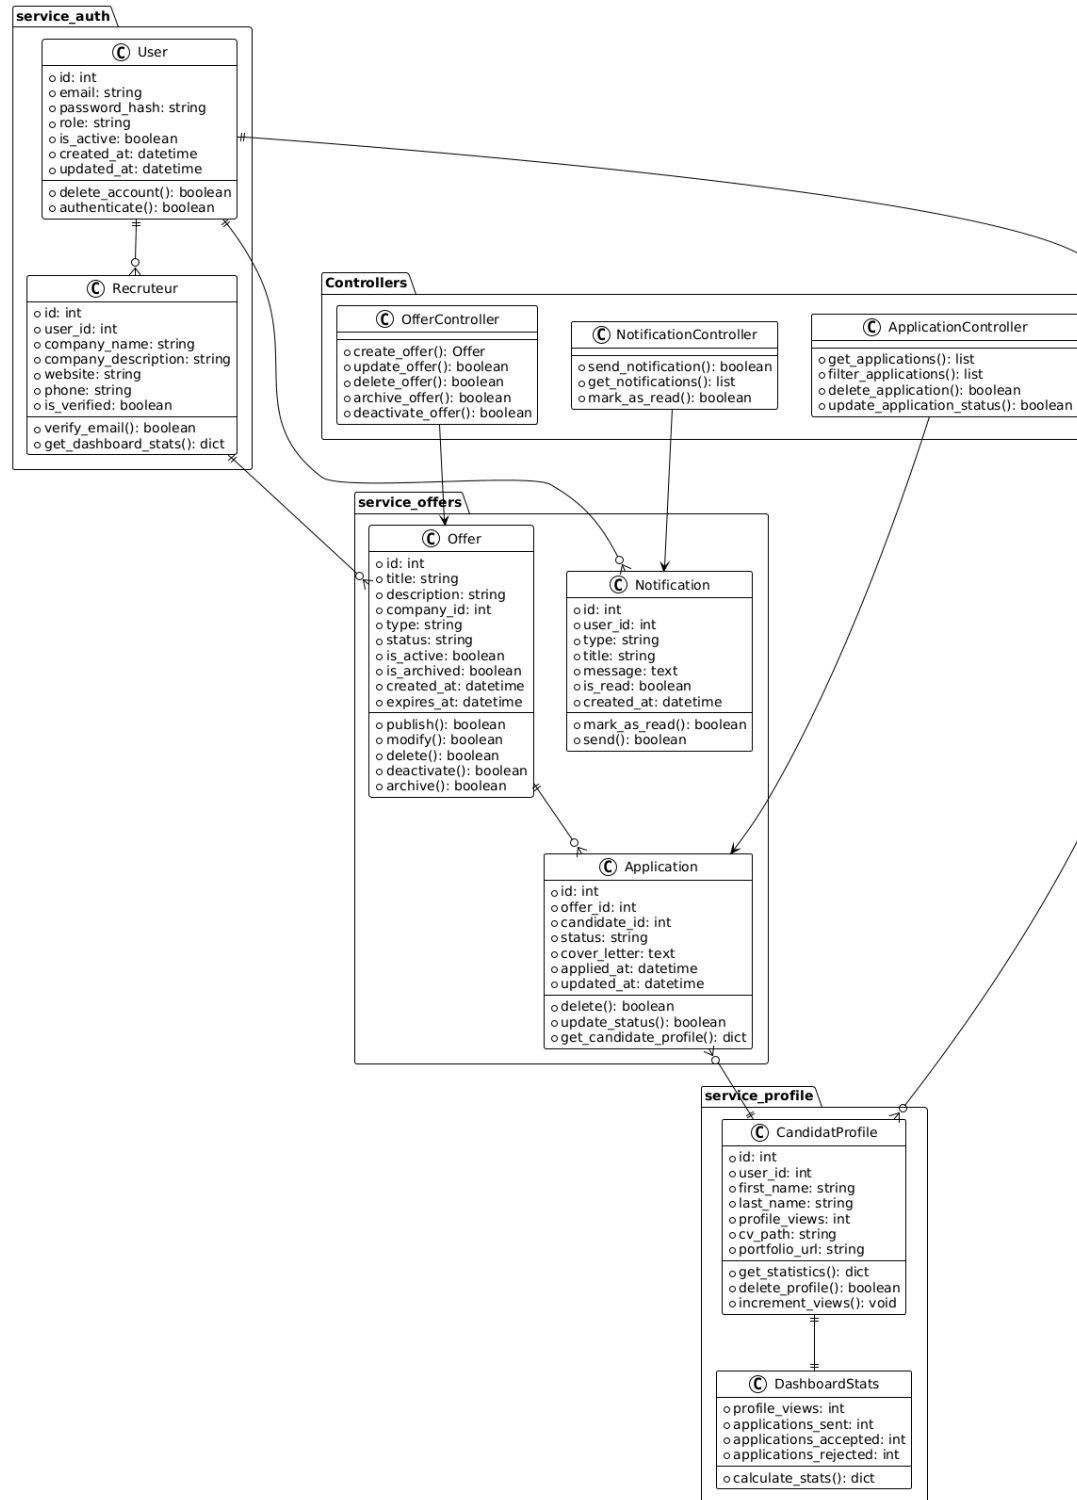 service_auth
C User
id: int
email: string
password_hash: string
role: string
is_active: boolean
created_at: datetime
updated_at: datetime
delete_account(): boolean
authenticate(): boolean
C Recruteur
id: int
user_id: int
company_name: string
company_description: string
website: string
phone: string
is_verified: boolean
verify_email(): boolean
get_dashboard_stats(): dict
Controllers
C OfferController
create_offer(): Offer
update_offer(): boolean
delete_offer(): boolean
archive_offer(): boolean
deactivate_offer(): boolean
C NotificationController
send_notification(): boolean
get_notifications(): list
mark_as_read(): boolean
C ApplicationController
get_applications(): list
filter_applications(): list
delete_application(): boolean
update_application_status(): boolean
service_offers
C Offer
id: int
title: string
description: string
company_id: int
type: string
status: string
is_active: boolean
is_archived: boolean
created_at: datetime
expires_at: datetime
publish(): boolean
modify(): boolean
delete(): boolean
deactivate(): boolean
archive(): boolean
C Notification
id: int
user_id: int
type: string
title: string
message: text
is_read: boolean
created_at: datetime
mark_as_read(): boolean
send(): boolean
C Application
id: int
offer_id: int
candidate_id: int
status: string
cover_letter: text
applied_at: datetime
updated_at: datetime
delete(): boolean
update_status(): boolean
get_candidate_profile(): dict
service_profile
C CandidatProfile
id: int
user_id: int
first_name: string
last_name: string
profile_views: int
cv_path: string
portfolio_url: string
get_statistics(): dict
delete_profile(): boolean
increment_views(): void
C DashboardStats
profile_views: int
applications_sent: int
applications_accepted: int
applications_rejected: int
calculate_stats(): dict